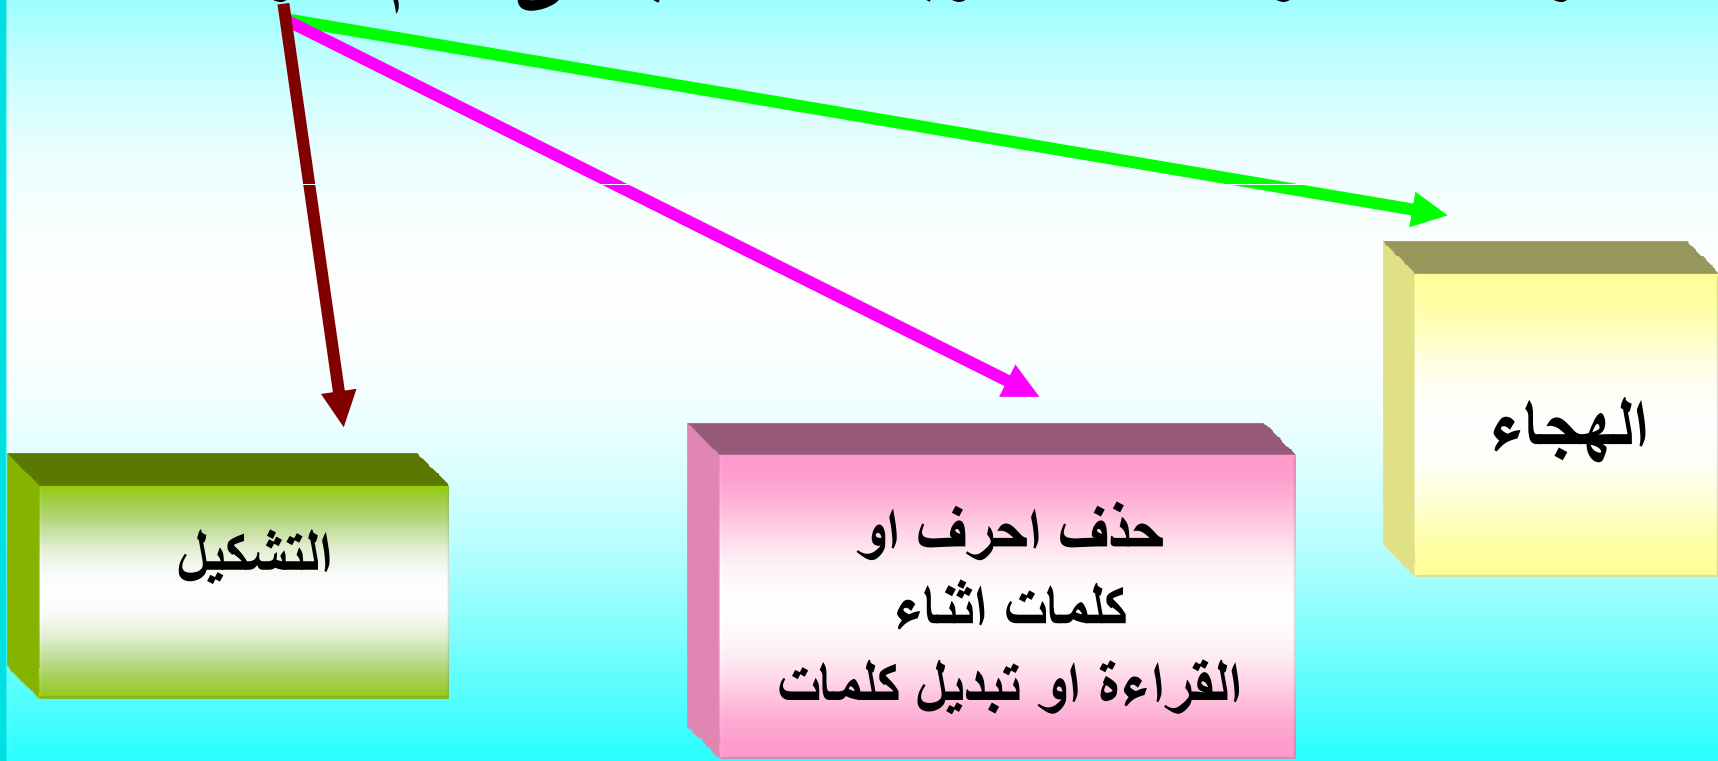 الهجاء
حذف احرف او
كلمات اثناء
القراءة او تبديل كلمات
التشكيل